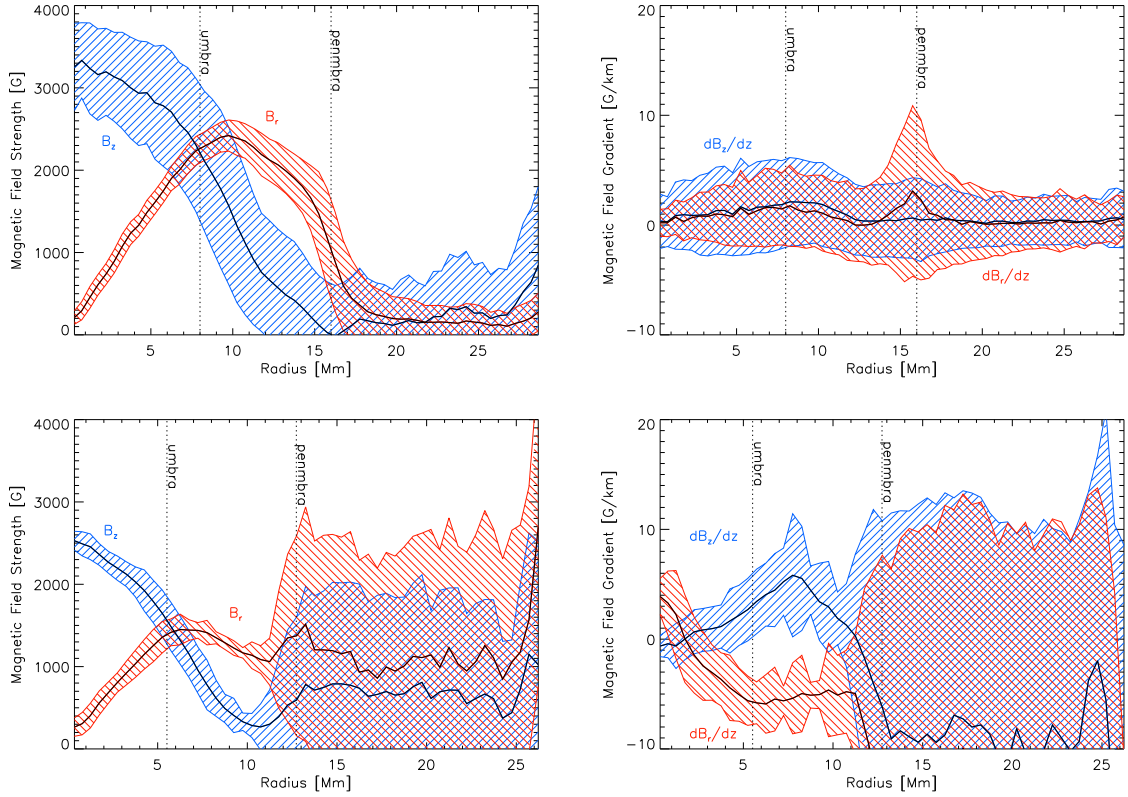 4000
3000
2000
1000
0
Magnetic Field Strength [G]
umbra
penmbra
B_z
B_r
5
10
15
20
25
Radius [Mm]
20
10
0
−10
Magnetic Field Gradient [G/km]
umbra
penmbra
dB_z/dz
dB_r/dz
5
10
15
20
25
Radius [Mm]
4000
3000
2000
1000
0
Magnetic Field Strength [G]
umbra
penmbra
B_z
B_r
5
10
15
20
25
Radius [Mm]
20
10
0
−10
Magnetic Field Gradient [G/km]
umbra
penmbra
dB_z/dz
dB_r/dz
5
10
15
20
25
Radius [Mm]